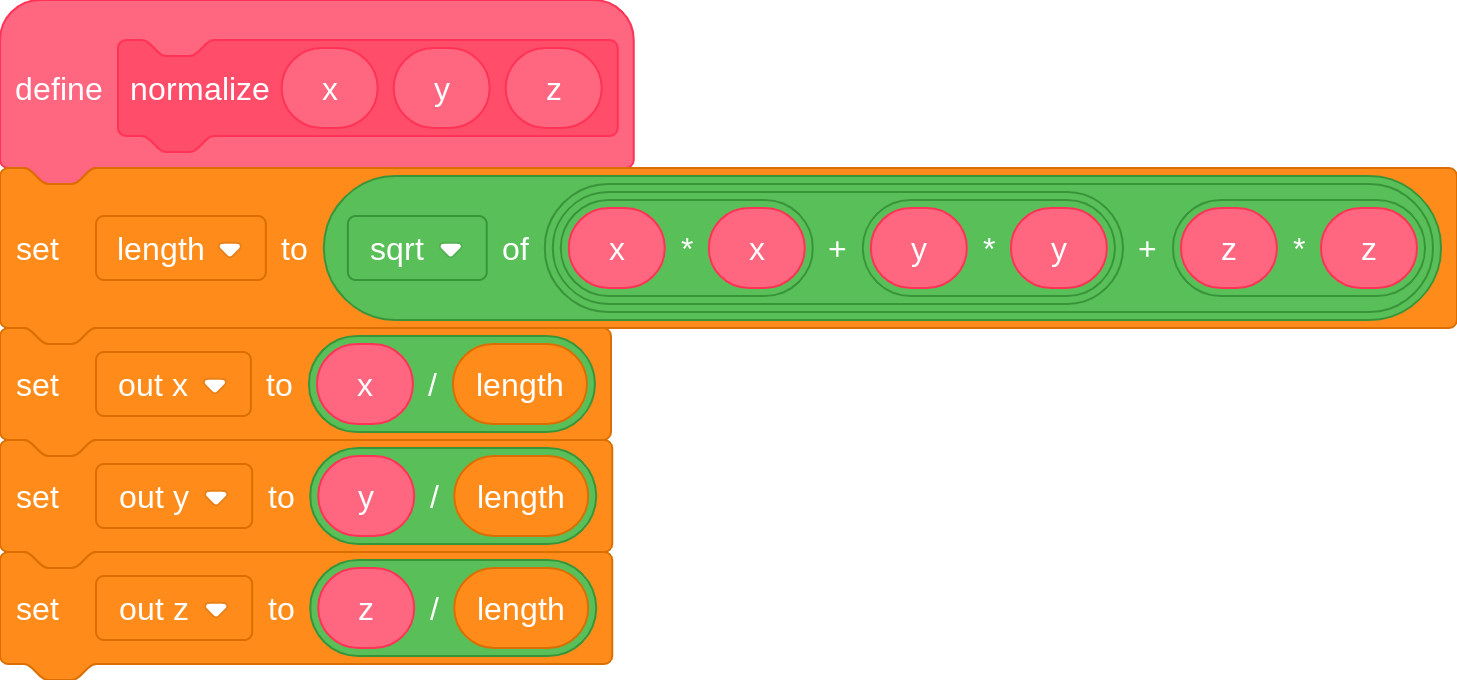 define normalize x y z
set length to sqrt of x * x + y * y + z * z
set out x to x / length
set out y to y / length
set out z to z / length